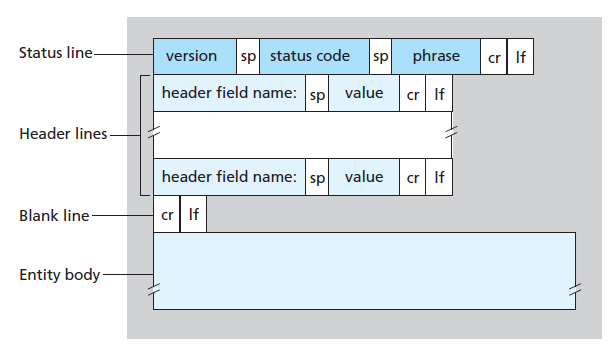 Status line
version sp status code sp phrase cr lf
header field name: sp value cr lf
Header lines
header field name: sp value cr lf
Blank line
cr lf
Entity body